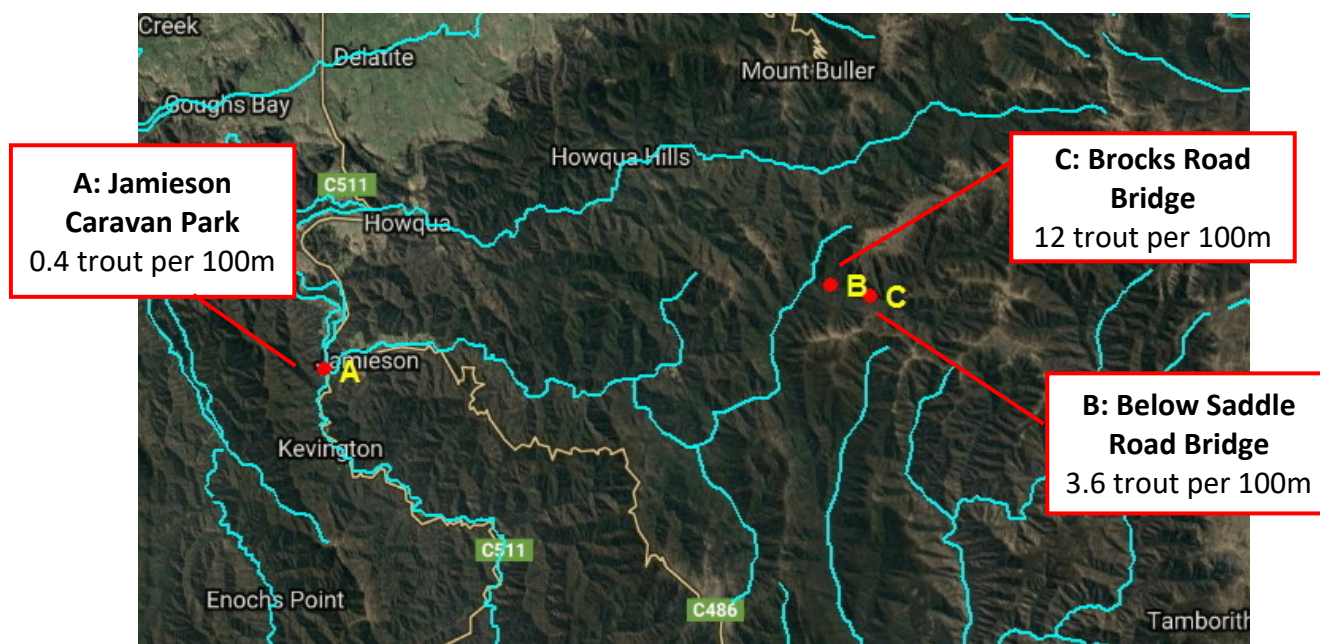 Creek
Delatite
Goughs Bay
Mount Buller
Howqua Hills
C511
Howqua
A: Jamieson
Caravan Park
0.4 trout per 100m
C: Brocks Road
Bridge
12 trout per 100m
B
C
Jamieson
A
Kevington
B: Below Saddle
Road Bridge
3.6 trout per 100m
C511
Enochs Point
C486
Tamborith